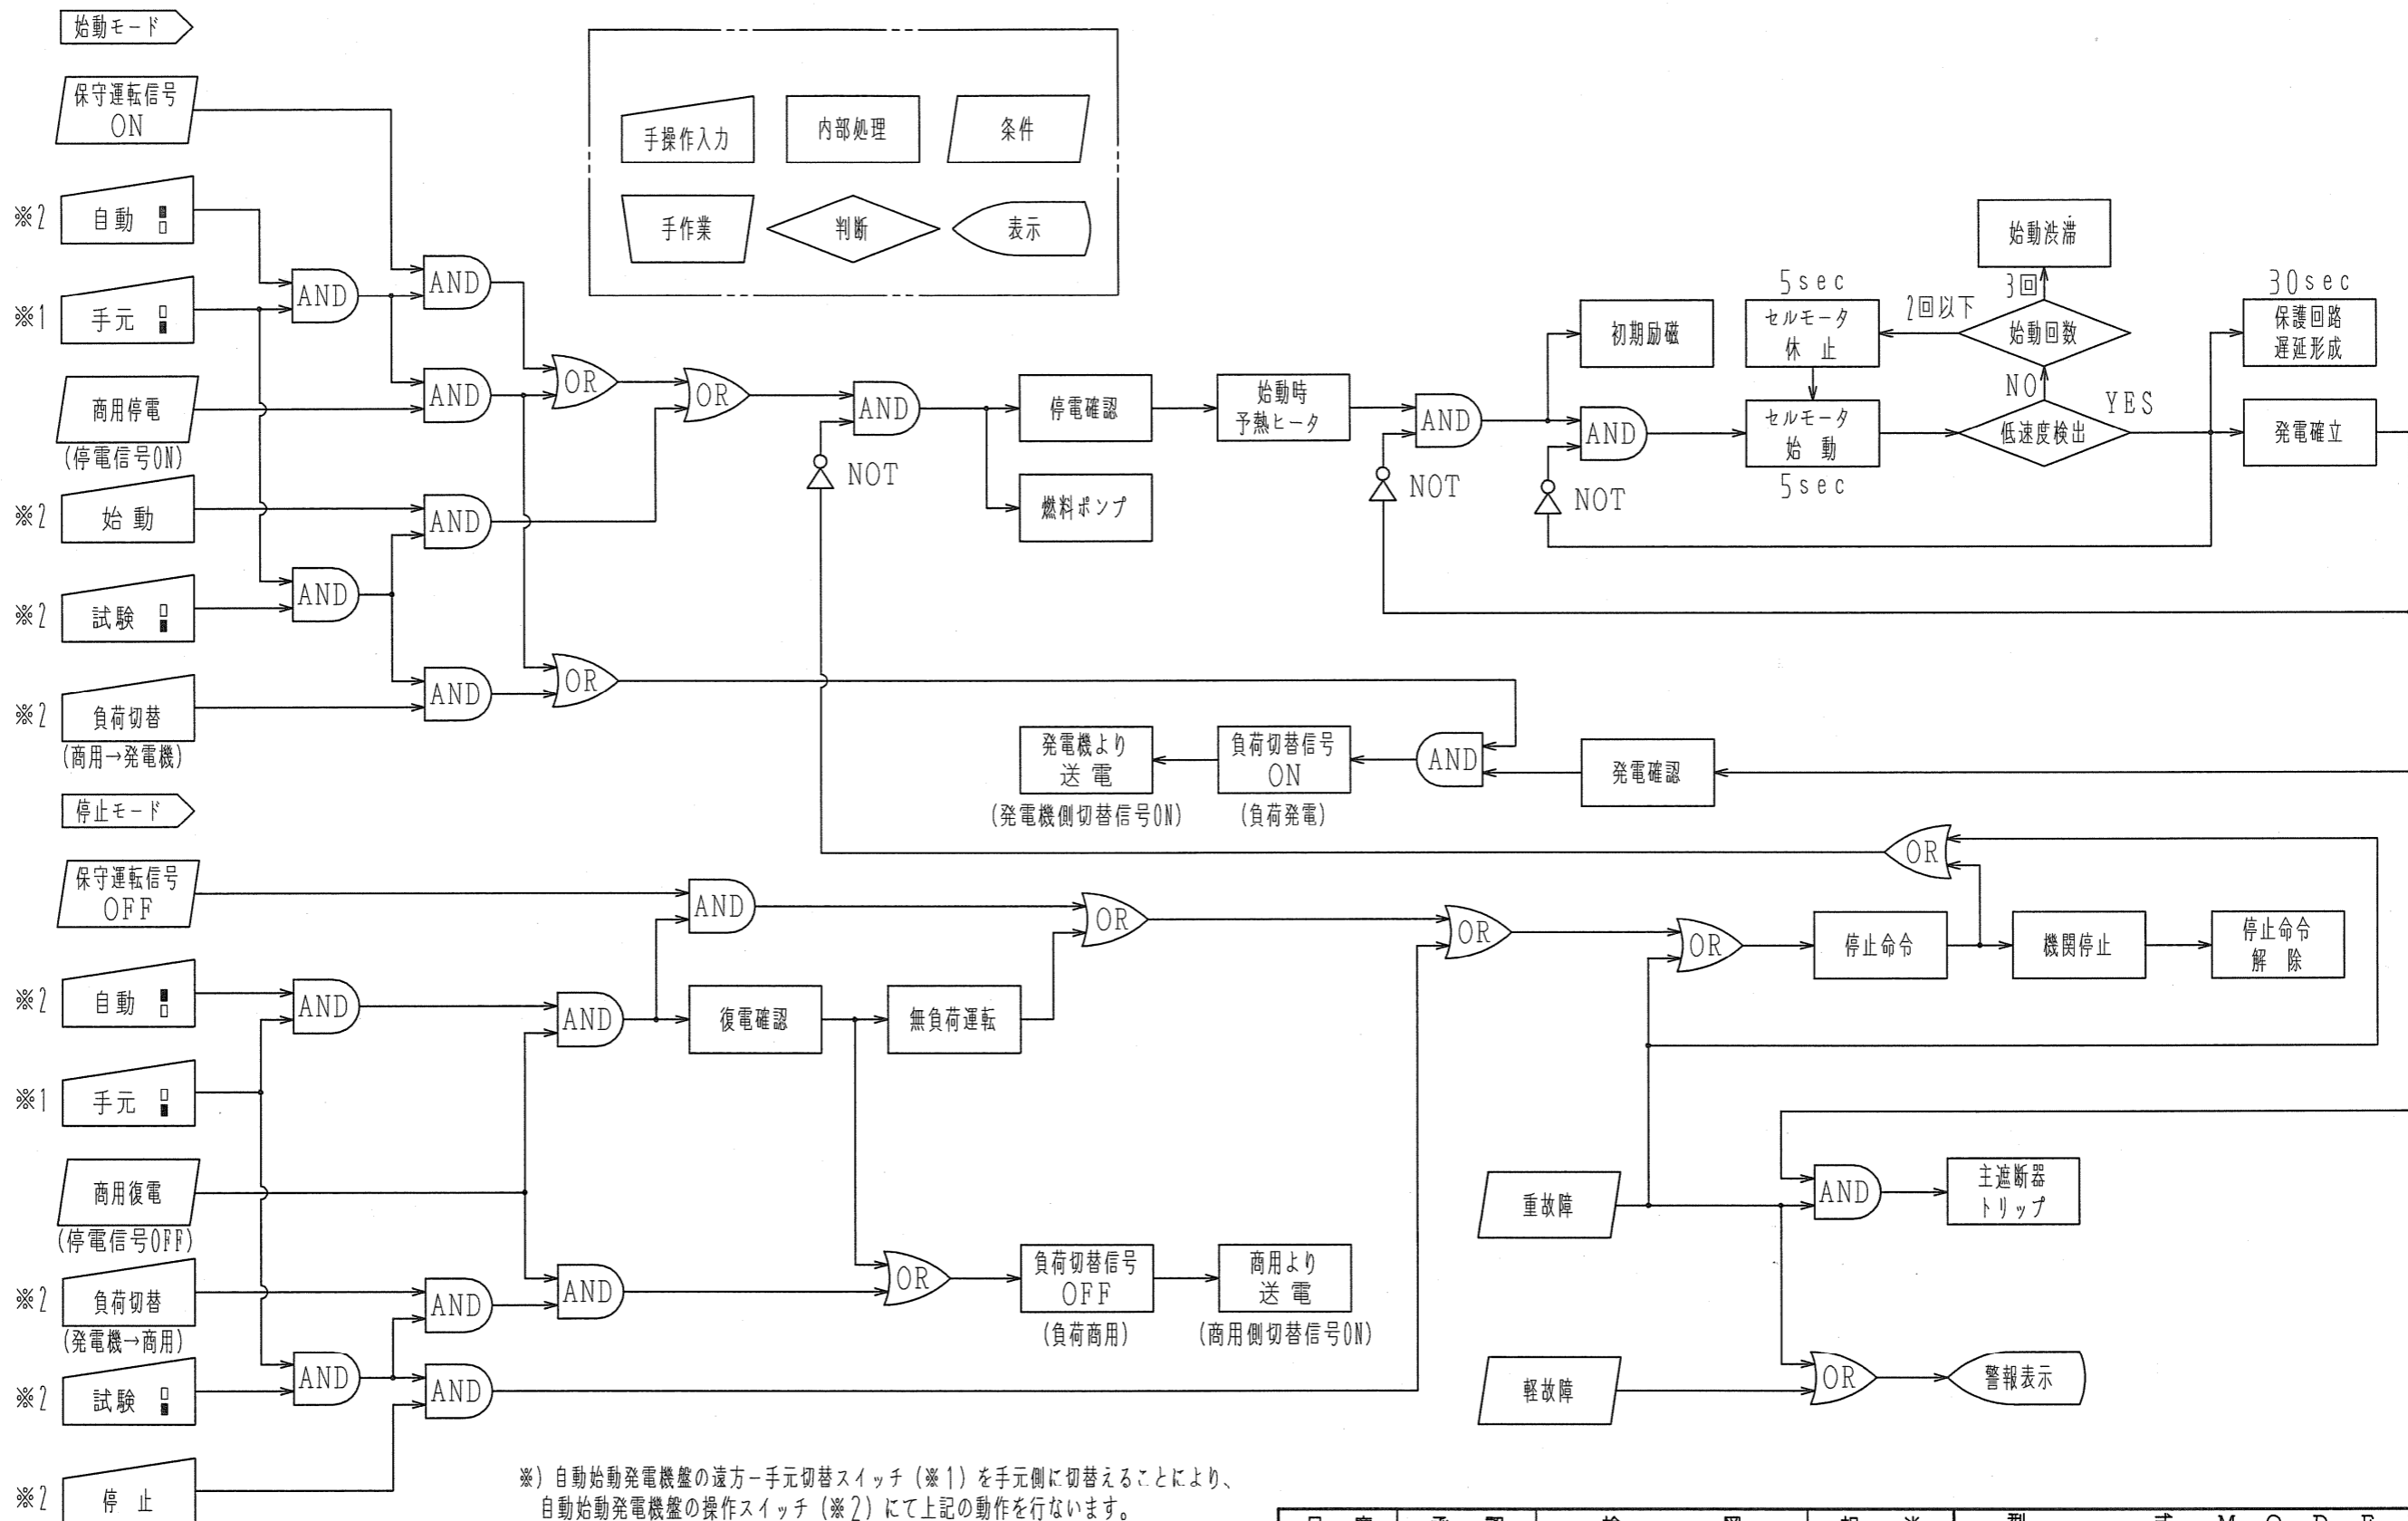 始動モード
保守運転信号
ON
※2 自動
※1 手元
商用停電
(停電信号ON)
※2 始 動
※2 試験
※2 負荷切替
(商用→発電機)
手操作入力
内部処理
条件
手作業
判断
表示
AND
AND
AND
AND
AND
AND
OR
OR
OR
AND
NOT
停電確認
燃料ポンプ
始動時
予熱ヒータ
AND
NOT
初期励磁
AND
NOT
5sec
セルモータ
休 止
セルモータ
始 動
5sec
2回以下
3回
始動渋滞
始動回数
NO
低速度検出
YES
30sec
保護回路
遅延形成
発電確立
発電機より
送 電
(発電機側切替信号ON)
負荷切替信号
ON
(負荷発電)
AND
発電確認
停止モード
保守運転信号
OFF
※2 自動
※1 手元
商用復電
(停電信号OFF)
※2 負荷切替
(発電機→商用)
※2 試験
※2 停 止
AND
AND
AND
AND
AND
AND
AND
復電確認
無負荷運転
OR
OR
OR
OR
停止命令
機関停止
停止命令
解 除
OR
負荷切替信号
OFF
(負荷商用)
商用より
送 電
(商用側切替信号ON)
重故障
AND
主遮断器
トリップ
軽故障
OR
警報表示
※) 自動始動発電機盤の遠方－手元切替スイッチ (※1) を手元側に切替えることにより、
自動始動発電機盤の操作スイッチ (※2) にて上記の動作を行ないます。